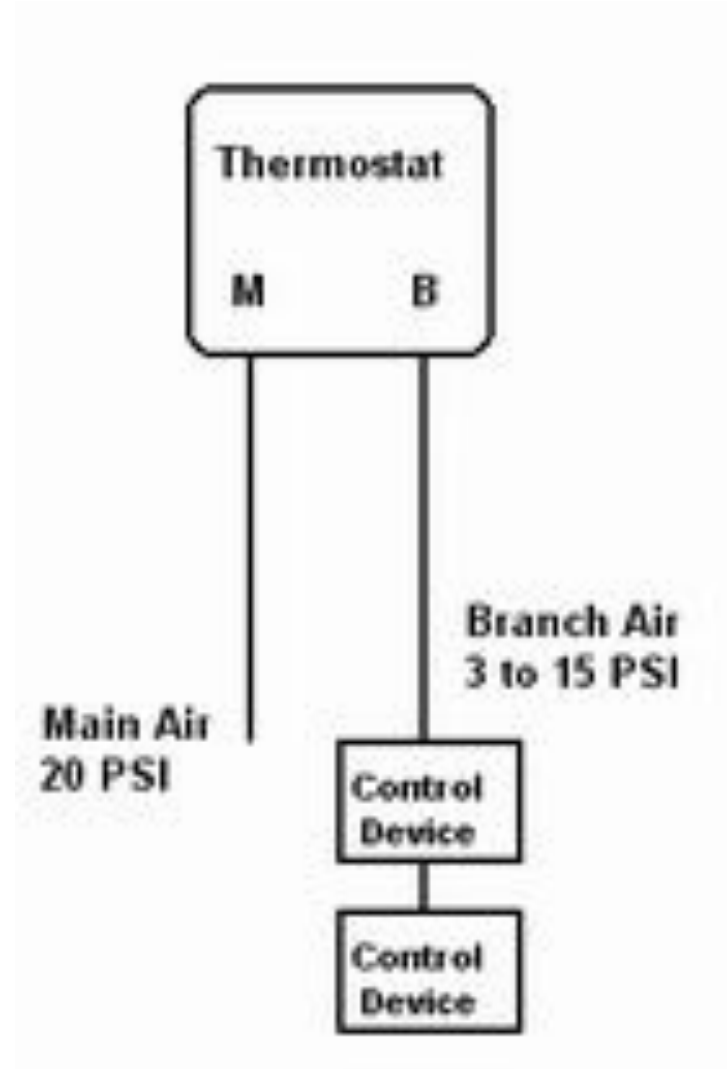 Thermostat
M B
Branch Air
3 to 15 PSI
Main Air
20 PSI
Control
Device
Control
Device